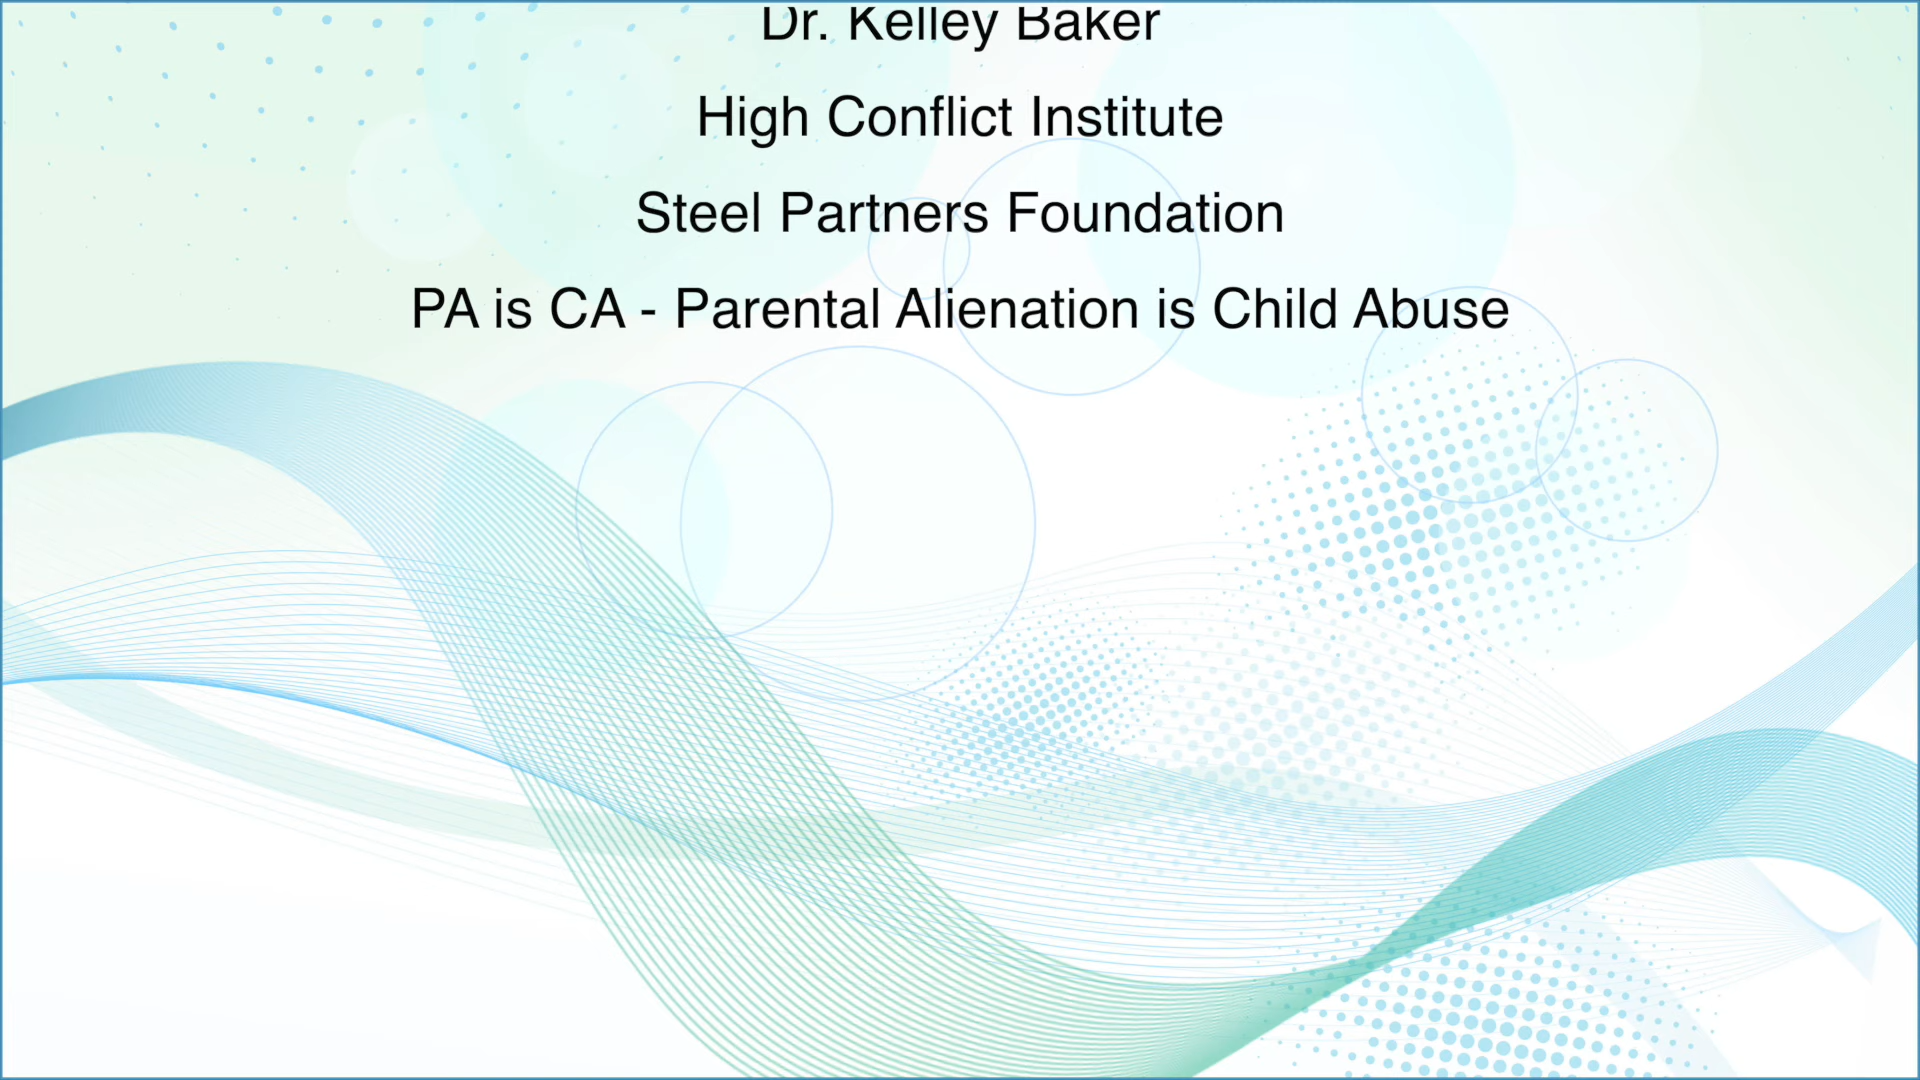 Dr. Kelley Baker
High Conflict Institute
Steel Partners Foundation
PA is CA - Parental Alienation is Child Abuse